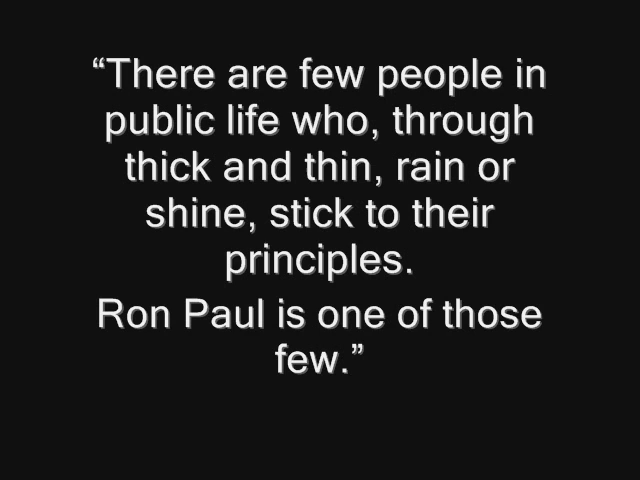 “There are few people in
public life who, through
thick and thin, rain or
shine, stick to their
principles.
Ron Paul is one of those
few.”